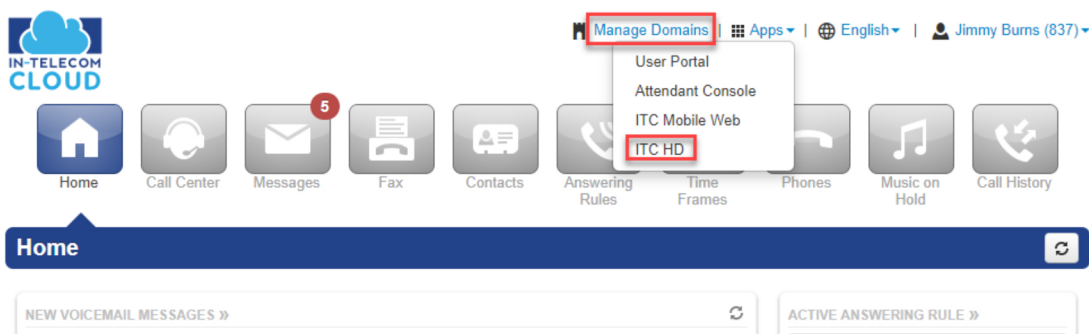 IN-TELECOM
CLOUD
Manage Domains | Apps | English | Jimmy Burns (837)
User Portal
Attendant Console
ITC Mobile Web
ITC HD
5
Home
Call Center
Messages
Fax
Contacts
Answering
Rules
Time
Frames
Phones
Music on
Hold
Call History
Home
NEW VOICEMAIL MESSAGES »
ACTIVE ANSWERING RULE »